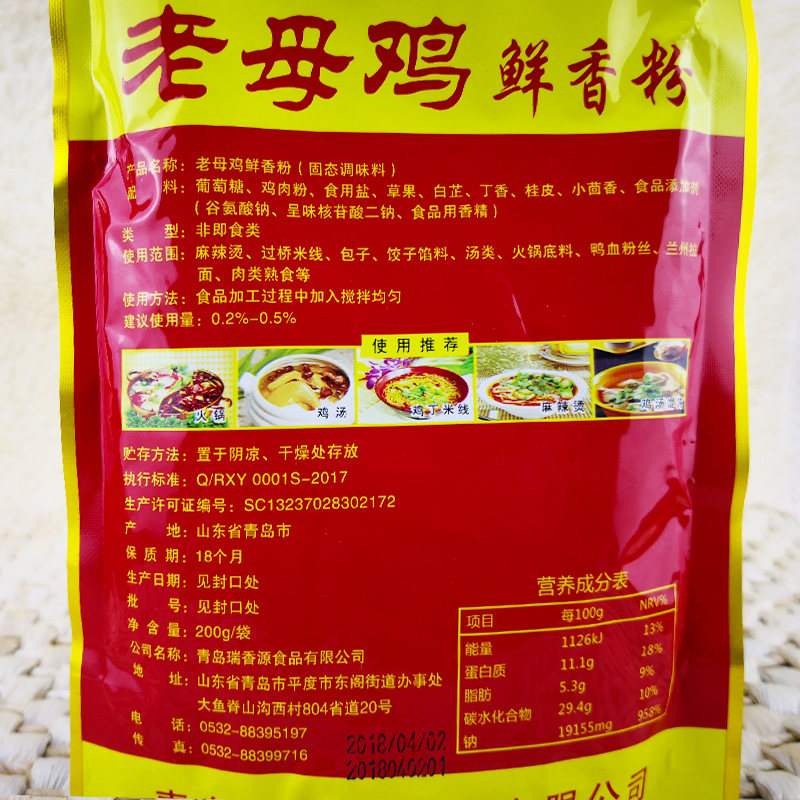 老母鸡鲜香粉
产品名称：老母鸡鲜香粉（固态调味料）
配 料：葡萄糖、鸡肉粉、食用盐、草果、白芷、丁香、桂皮、小茴香、食品添加剂
（谷氨酸钠、呈味核苷酸二钠、食品用香精）
类 型：非即食类
使用范围：麻辣烫、过桥米线、包子、饺子馅料、汤类、火锅底料、鸭血粉丝、兰州拉
面、肉类熟食等
使用方法：食品加工过程中加入搅拌均匀
建议使用量：0.2%-0.5%
使用推荐
火锅 鸡汤 鸡丁米线 麻辣烫 鸡汤馄饨
贮存方法：置于阴凉、干燥处存放
执行标准：Q/RXY 0001S-2017
生产许可证编号：SC13237028302172
产 地：山东省青岛市
保 质 期：18个月
生产日期：见封口处
批 号：见封口处
净 含 量：200g/袋
公司名称：青岛瑞香源食品有限公司
地 址：山东省青岛市平度市东阁街道办事处
大鱼脊山沟西村804省道20号
电 话：0532-88395197
传 真：0532-88399716
营养成分表
项目 每100g NRV%
能量 1126kJ 13%
蛋白质 11.1g 18%
脂肪 5.3g 9%
碳水化合物 29.4g 10%
钠 19155mg 958%
2018/04/02
2018040201
限公司